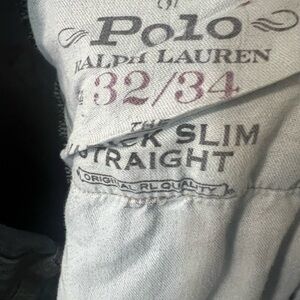 Polo
RALPH LAUREN
32/34
THE
SLIM
STRAIGHT
ORIGINAL RL QUALITY